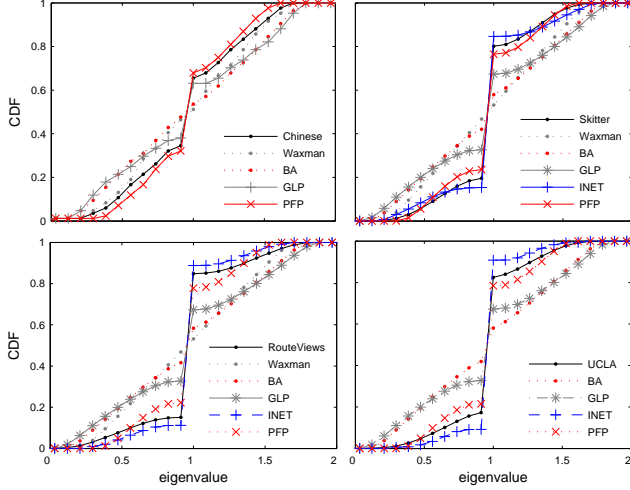 1
0.8
0.6
0.4
0.2
0
CDF
Chinese
Waxman
BA
GLP
PFP
Skitter
Waxman
BA
GLP
INET
PFP
1
0.8
0.6
0.4
0.2
0
CDF
RouteViews
Waxman
BA
GLP
INET
PFP
UCLA
BA
GLP
INET
PFP
0 0.5 1 1.5 2
0 0.5 1 1.5 2
eigenvalue eigenvalue